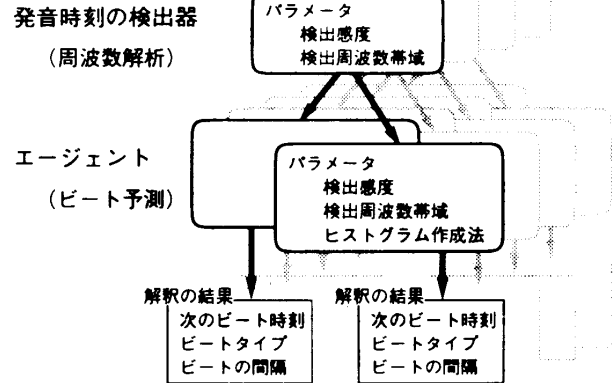 発音時刻の検出器
(周波数解析)
パラメータ
検出感度
検出周波数帯域
エージェント
(ビート予測)
パラメータ
検出感度
検出周波数帯域
ヒストグラム作成法
解釈の結果
次のビート時刻
ビートタイプ
ビートの間隔
解釈の結果
次のビート時刻
ビートタイプ
ビートの間隔